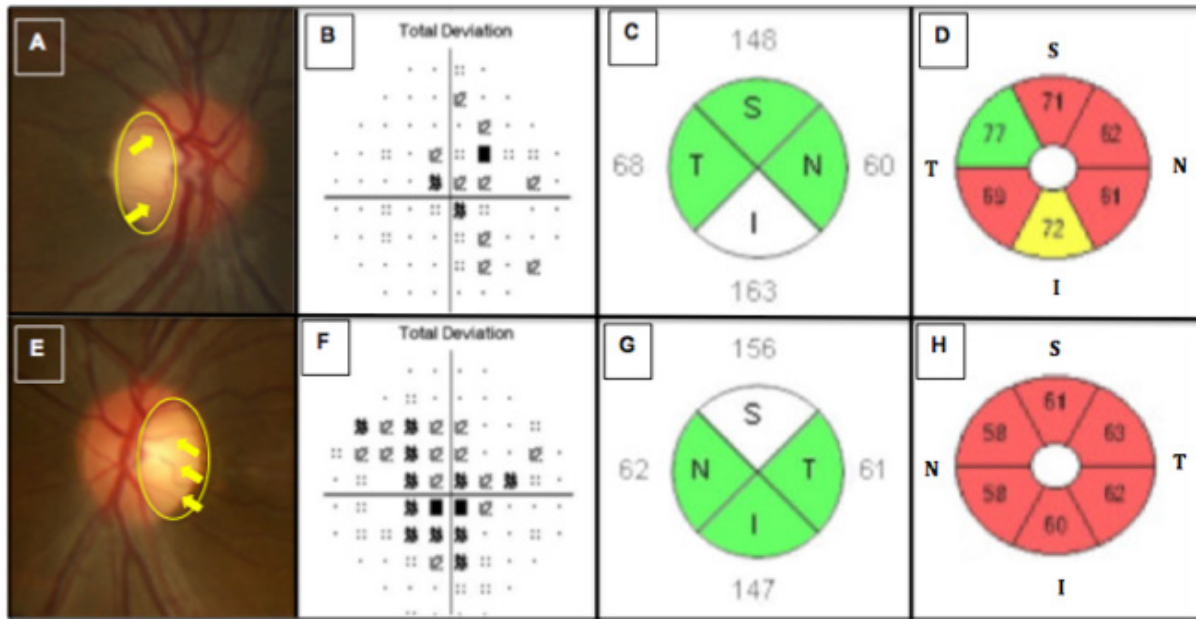 A
B
Total Deviation
C
148
S
T
N
I
68
60
163
D
S
71
77
62
T
N
69
61
72
I
E
F
Total Deviation
G
156
S
N
T
I
62
61
147
H
S
61
58
63
N
T
58
62
60
I